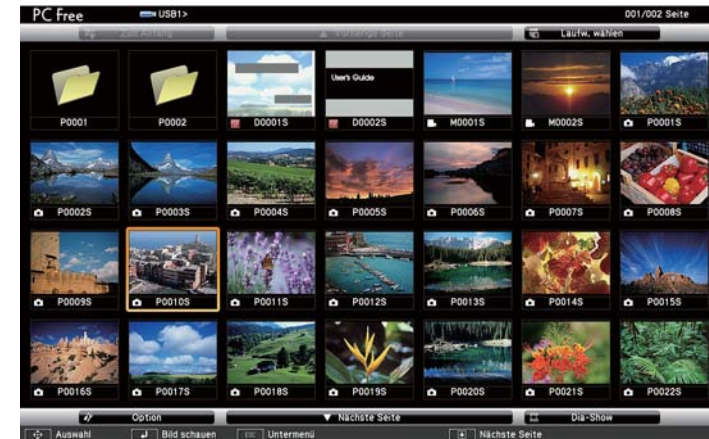 PC Free USB1> 001/002 Seite
Zum Anfang ▲ Vorherige Seite Laufw. wählen
P0001 P0002 D0001S D0002S M0001S M0002S P0001S
User's Guide
P0002S P0003S P0004S P0005S P0006S P0007S P0008S
P0009S P0010S P0011S P0012S P0013S P0014S P0015S
P0016S P0017S P0018S P0019S P0020S P0021S P0022S
Option ▼ Nächste Seite Dia-Show
Auswahl Bild schauen ESC Untermenü Nächste Seite